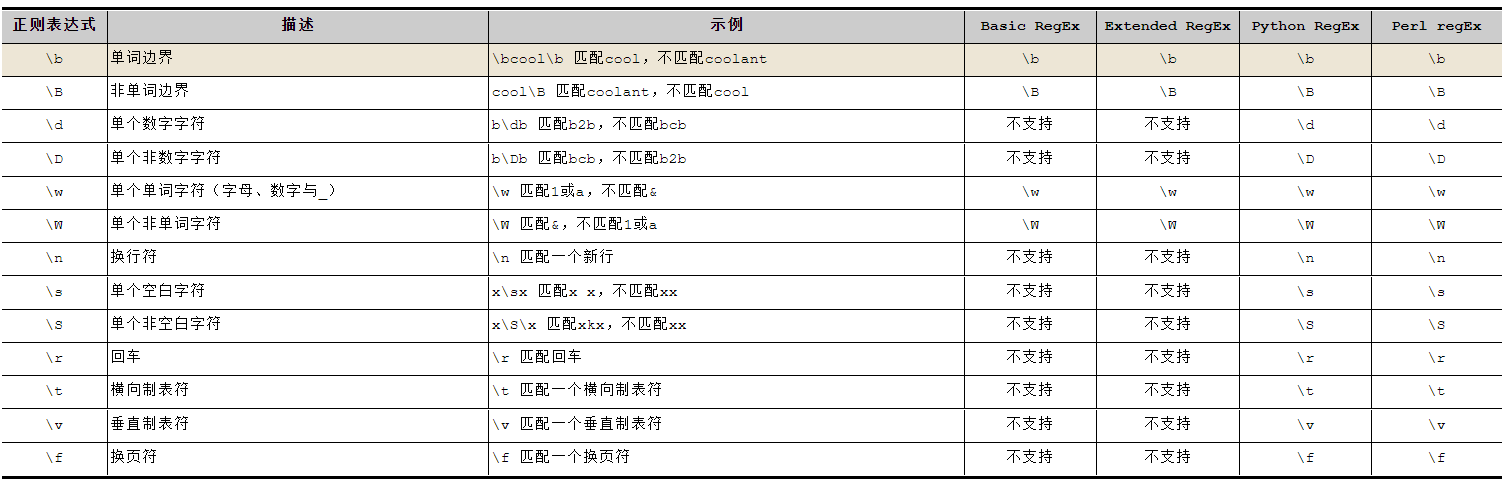 正则表达式 描述 示例 Basic RegEx Extended RegEx Python RegEx Perl regEx
\b 单词边界 \bcool\b 匹配cool，不匹配coolant \b \b \b \b
\B 非单词边界 cool\B 匹配coolant，不匹配cool \B \B \B \B
\d 单个数字字符 b\db 匹配b2b，不匹配bcb 不支持 不支持 \d \d
\D 单个非数字字符 b\Db 匹配bcb，不匹配b2b 不支持 不支持 \D \D
\w 单个单词字符（字母、数字与_） \w 匹配1或a，不匹配& \w \w \w \w
\W 单个非单词字符 \W 匹配&，不匹配1或a \W \W \W \W
\n 换行符 \n 匹配一个新行 不支持 不支持 \n \n
\s 单个空白字符 x\sx 匹配x x，不匹配xx 不支持 不支持 \s \s
\S 单个非空白字符 x\S\x 匹配xkx，不匹配xx 不支持 不支持 \S \S
\r 回车 \r 匹配回车 不支持 不支持 \r \r
\t 横向制表符 \t 匹配一个横向制表符 不支持 不支持 \t \t
\v 垂直制表符 \v 匹配一个垂直制表符 不支持 不支持 \v \v
\f 换页符 \f 匹配一个换页符 不支持 不支持 \f \f